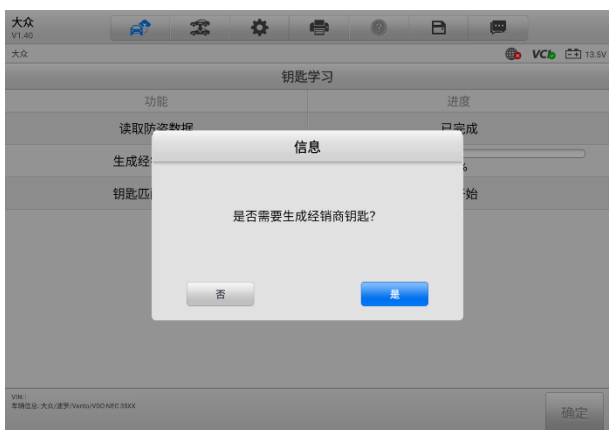 大众
V1.40
大众
VCI 13.5V
钥匙学习
功能 进度
读取防盗数据 已完成
生成经 %
钥匙匹 始
信息
是否需要生成经销商钥匙?
否 是
VIN:
车辆信息: 大众/波罗/Vento/VDO NEC 35XX
确定